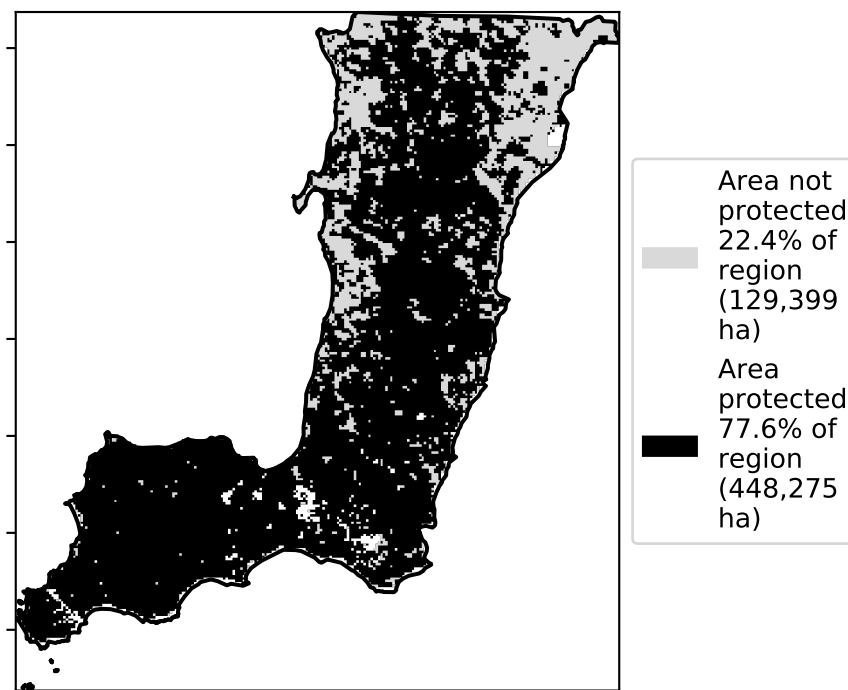 Area not
protected
22.4% of
region
(129,399
ha)
Area
protected
77.6% of
region
(448,275
ha)